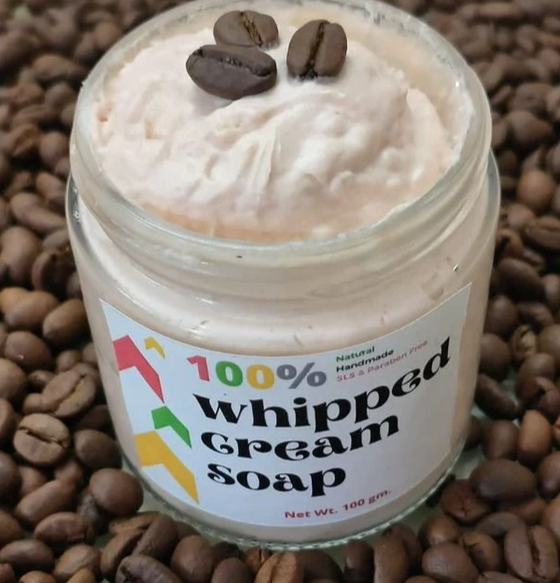 100%
Natural
Handmade
SLS & Paraben Free
whipped
cream
soap
Net Wt. 100 gm.